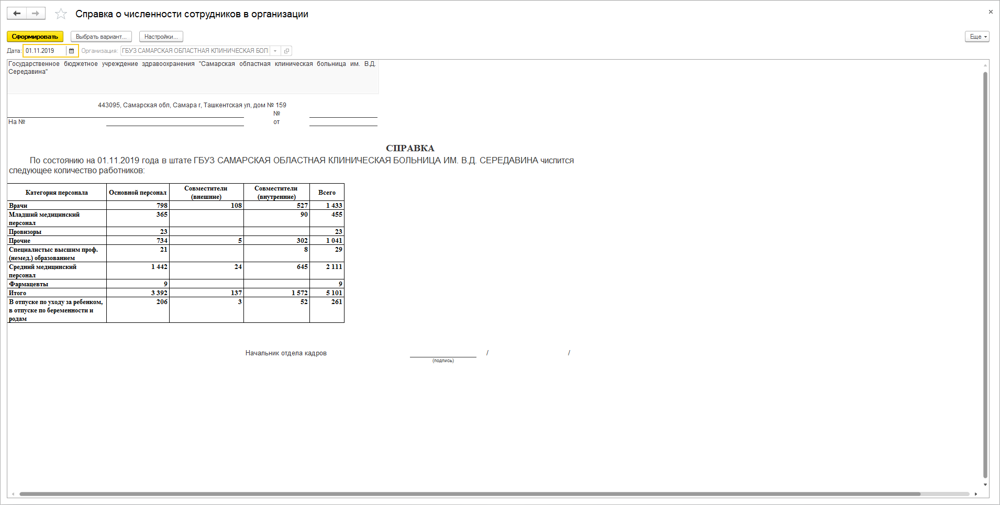 Справка о численности сотрудников в организации
Сформировать Выбрать вариант... Настройки... Еще
Дата: 01.11.2019 Организация: ГБУЗ САМАРСКАЯ ОБЛАСТНАЯ КЛИНИЧЕСКАЯ БОЛ
Государственное бюджетное учреждение здравоохранения "Самарская областная клиническая больница им. В.Д.
Середавина"
443095, Самарская обл, Самара г, Ташкентская ул, дом № 159
№
На № от
СПРАВКА
По состоянию на 01.11.2019 года в штате ГБУЗ САМАРСКАЯ ОБЛАСТНАЯ КЛИНИЧЕСКАЯ БОЛЬНИЦА ИМ. В.Д. СЕРЕДАВИНА числится
следующее количество работников:
Категория персонала Основной персонал Совместители (внешние) Совместители (внутренние) Всего
Врачи 798 108 527 1 433
Младший медицинский 365 90 455
персонал
Провизоры 23 23
Прочие 734 5 302 1 041
Специалистыс высшим проф. 21 8 29
(немед.) образованием
Средний медицинский 1 442 24 645 2 111
персонал
Фармацевты 9 9
Итого 3 392 137 1 572 5 101
В отпуске по уходу за ребенком, 206 3 52 261
в отпуске по беременности и
родам
Начальник отдела кадров / /
(подпись)